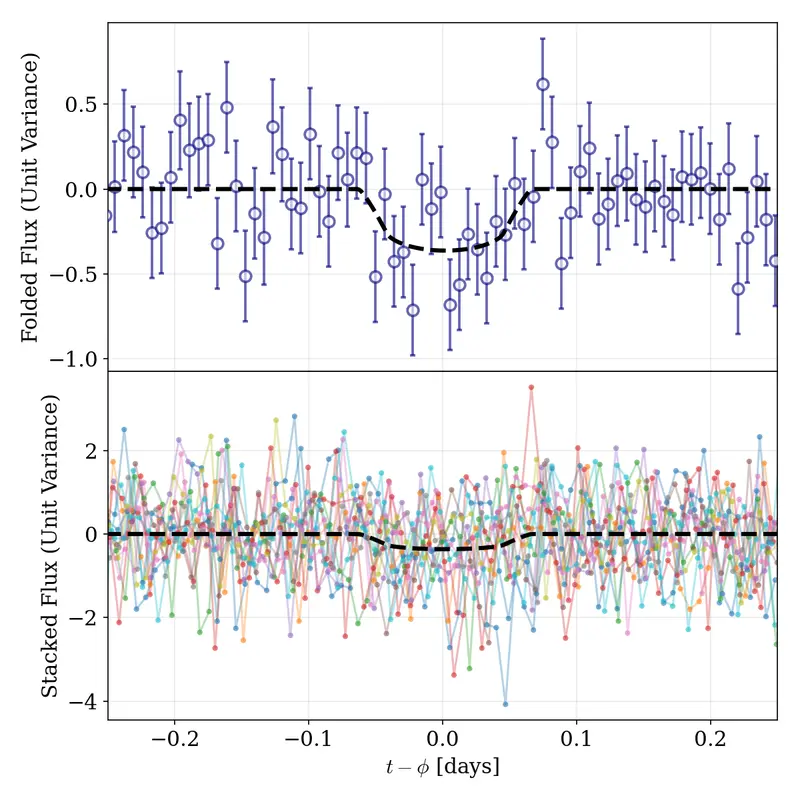 Folded Flux (Unit Variance)
0.5
0.0
−0.5
−1.0
Stacked Flux (Unit Variance)
2
0
−2
−4
−0.2 −0.1 0.0 0.1 0.2
t − ϕ [days]